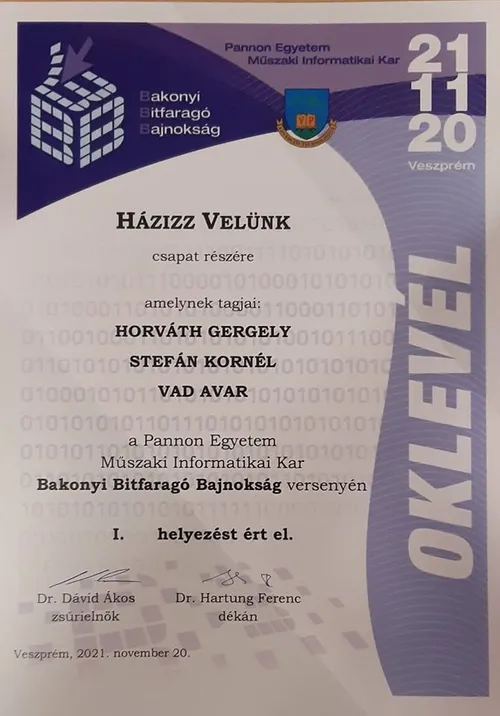 Pannon Egyetem
Műszaki Informatikai Kar
21
11
20
Veszprém
Bakonyi
Bitfaragó
Bajnokság
OKLEVÉL
HÁZIZZ VELÜNK
csapat részére
amelynek tagjai:
HORVÁTH GERGELY
STEFÁN KORNÉL
VAD AVAR
a Pannon Egyetem
Műszaki Informatikai Kar
Bakonyi Bitfaragó Bajnokság versenyén
I. helyezést ért el.
Dr. Dávid Ákos
zsűrielnök
Dr. Hartung Ferenc
dékán
Veszprém, 2021. november 20.